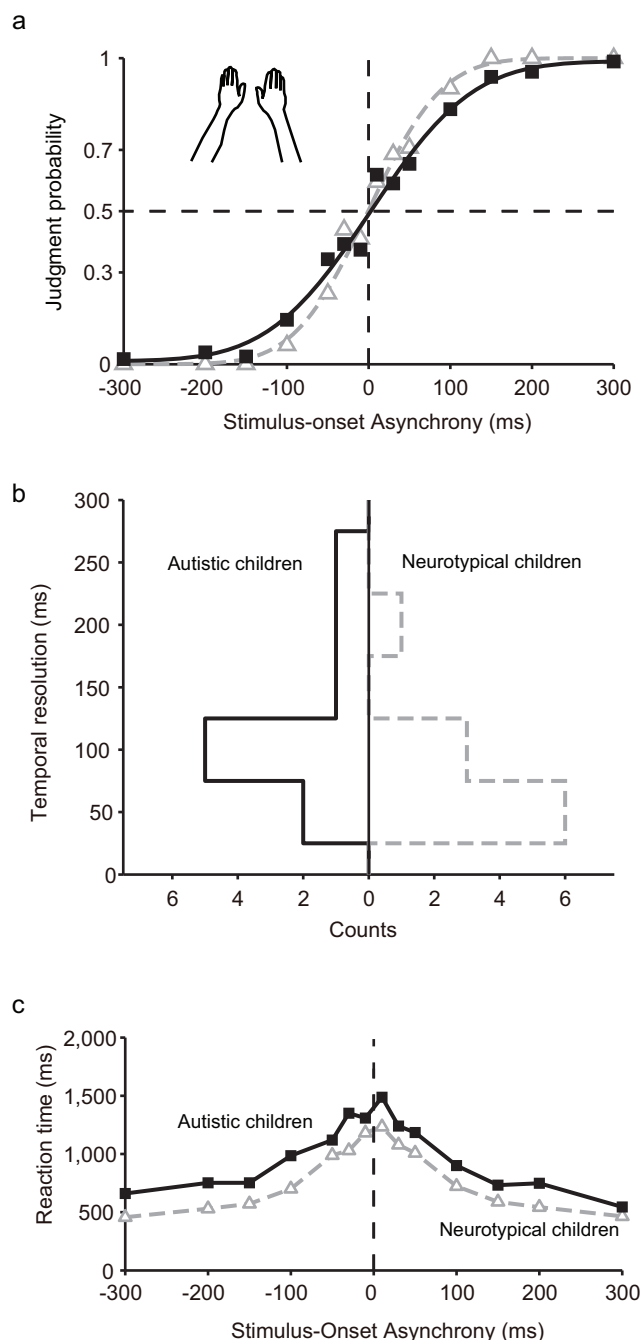 a
1
0.7
0.5
0.3
0
Judgment probability
-300 -200 -100 0 100 200 300
Stimulus-onset Asynchrony (ms)
b
300
250
200
150
100
50
0
Temporal resolution (ms)
Autistic children Neurotypical children
6 4 2 0 2 4 6
Counts
c
2,000
1,500
1,000
500
0
Reaction time (ms)
Autistic children
Neurotypical children
-300 -200 -100 0 100 200 300
Stimulus-Onset Asynchrony (ms)